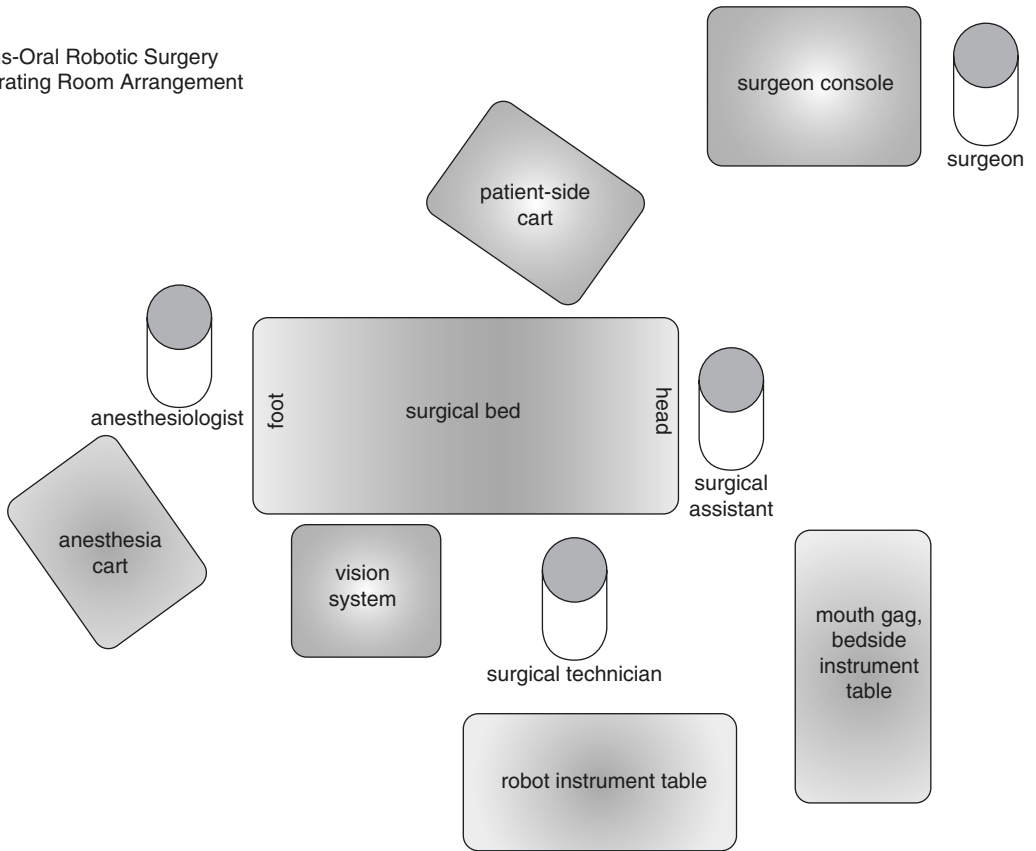 s-Oral Robotic Surgery
rating Room Arrangement
surgeon console
surgeon
patient-side
cart
anesthesiologist
foot
surgical bed
head
surgical
assistant
anesthesia
cart
vision
system
surgical technician
mouth gag,
bedside
instrument
table
robot instrument table